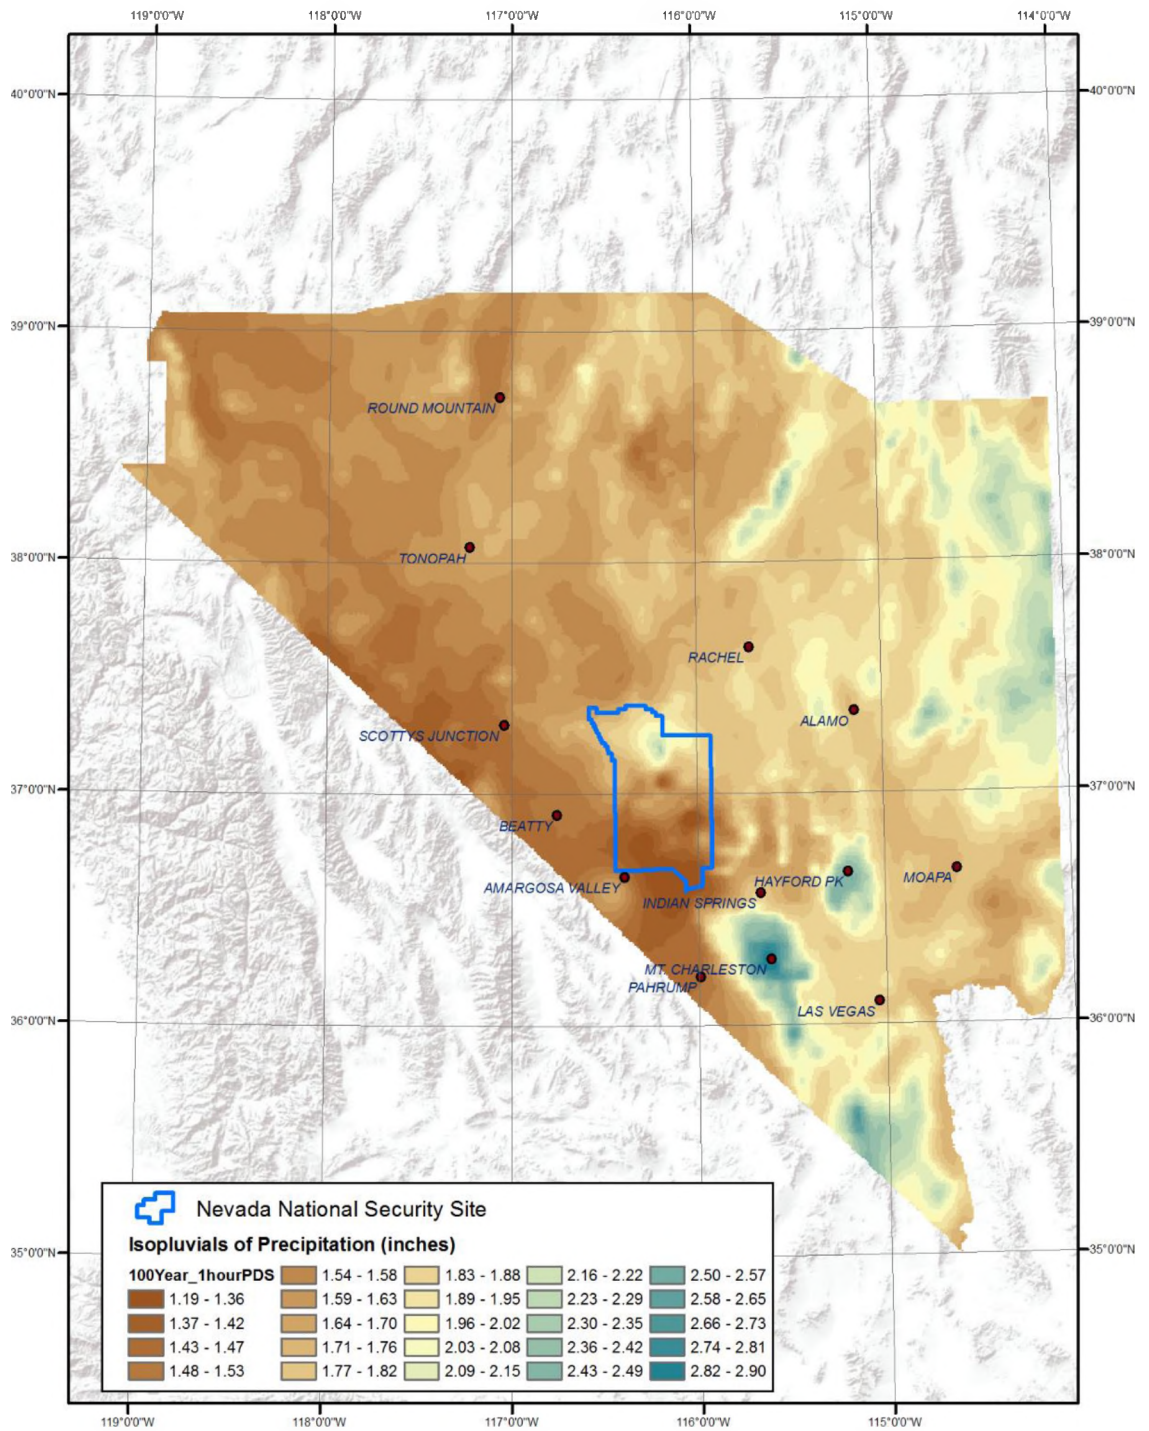 119°0'0"W 118°0'0"W 117°0'0"W 116°0'0"W 115°0'0"W 114°0'0"W
40°0'0"N 40°0'0"N
39°0'0"N 39°0'0"N
ROUND MOUNTAIN
38°0'0"N 38°0'0"N
TONOPAH
RACHEL
ALAMO
SCOTTYS JUNCTION
37°0'0"N 37°0'0"N
BEATTY
AMARGOSA VALLEY
HAYFORD PK
MOAPA
INDIAN SPRINGS
MT. CHARLESTON
PAHRUMP
LAS VEGAS
36°0'0"N 36°0'0"N
35°0'0"N 35°0'0"N
Nevada National Security Site
Isopluvials of Precipitation (inches)
100Year_1hourPDS 1.54 - 1.58 1.83 - 1.88 2.16 - 2.22 2.50 - 2.57
1.19 - 1.36 1.59 - 1.63 1.89 - 1.95 2.23 - 2.29 2.58 - 2.65
1.37 - 1.42 1.64 - 1.70 1.96 - 2.02 2.30 - 2.35 2.66 - 2.73
1.43 - 1.47 1.71 - 1.76 2.03 - 2.08 2.36 - 2.42 2.74 - 2.81
1.48 - 1.53 1.77 - 1.82 2.09 - 2.15 2.43 - 2.49 2.82 - 2.90
119°0'0"W 118°0'0"W 117°0'0"W 116°0'0"W 115°0'0"W